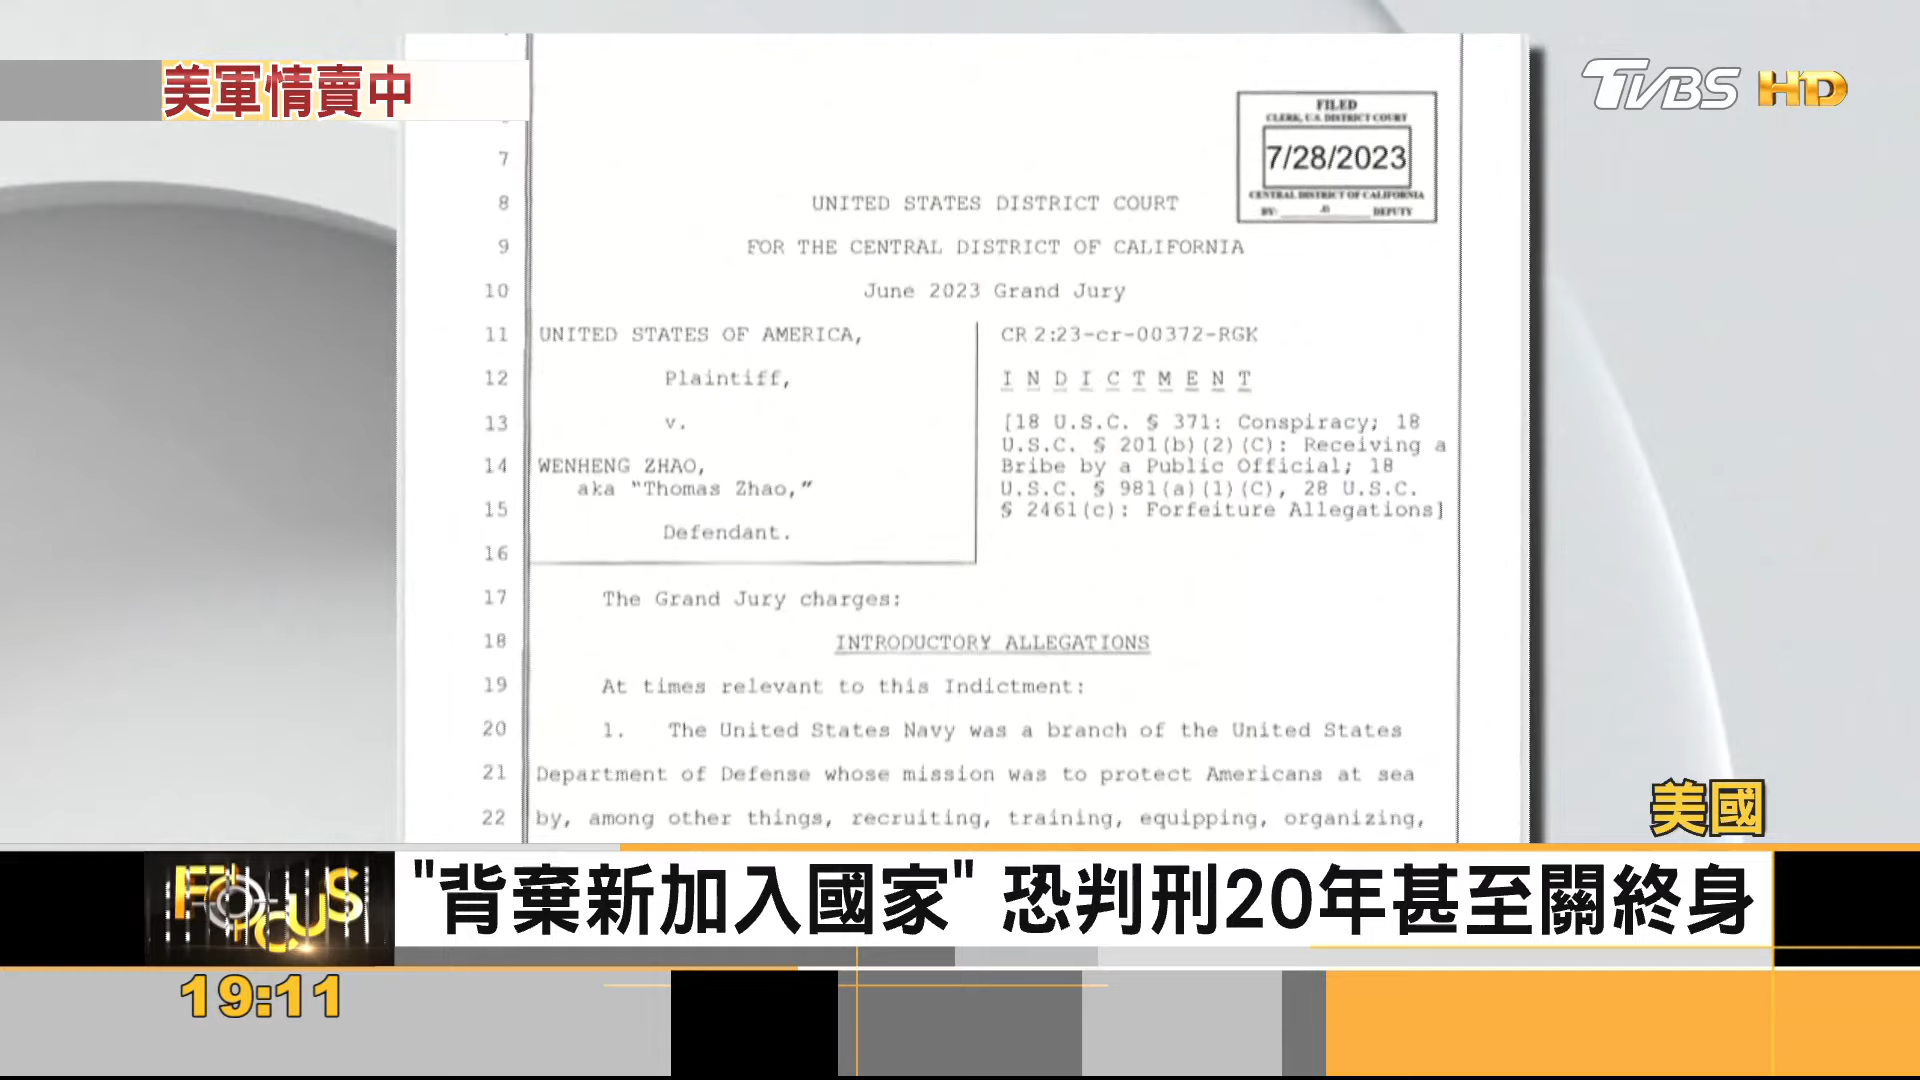 美軍情賣中
TVBS HD
FILED
CLERK, U.S. DISTRICT COURT
7/28/2023
CENTRAL DISTRICT OF CALIFORNIA
BY: DEPUTY
7
8 UNITED STATES DISTRICT COURT
9 FOR THE CENTRAL DISTRICT OF CALIFORNIA
10 June 2023 Grand Jury
11 UNITED STATES OF AMERICA,
12 Plaintiff,
13 v.
14 WENHENG ZHAO,
aka “Thomas Zhao,”
15
Defendant.
16
CR 2:23-cr-00372-RGK
I N D I C T M E N T
[18 U.S.C. § 371: Conspiracy; 18
U.S.C. § 201(b)(2)(C): Receiving a
Bribe by a Public Official; 18
U.S.C. § 981(a)(1)(C), 28 U.S.C.
§ 2461(c): Forfeiture Allegations]
17 The Grand Jury charges:
18 INTRODUCTORY ALLEGATIONS
19 At times relevant to this Indictment:
20 1. The United States Navy was a branch of the United States
21 Department of Defense whose mission was to protect Americans at sea
22 by, among other things, recruiting, training, equipping, organizing,
美國
FOCUS
"背棄新加入國家" 恐判刑20年甚至關終身
19:11